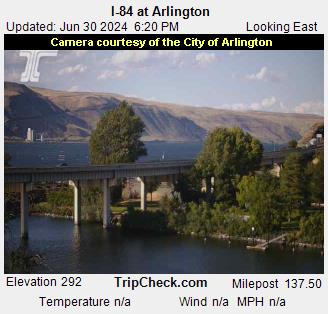 I-84 at Arlington
Updated: Jun 30 2024 6:20 PM Looking East
Camera courtesy of the City of Arlington
Elevation 292 TripCheck.com Milepost 137.50
Temperature n/a Wind n/a MPH n/a